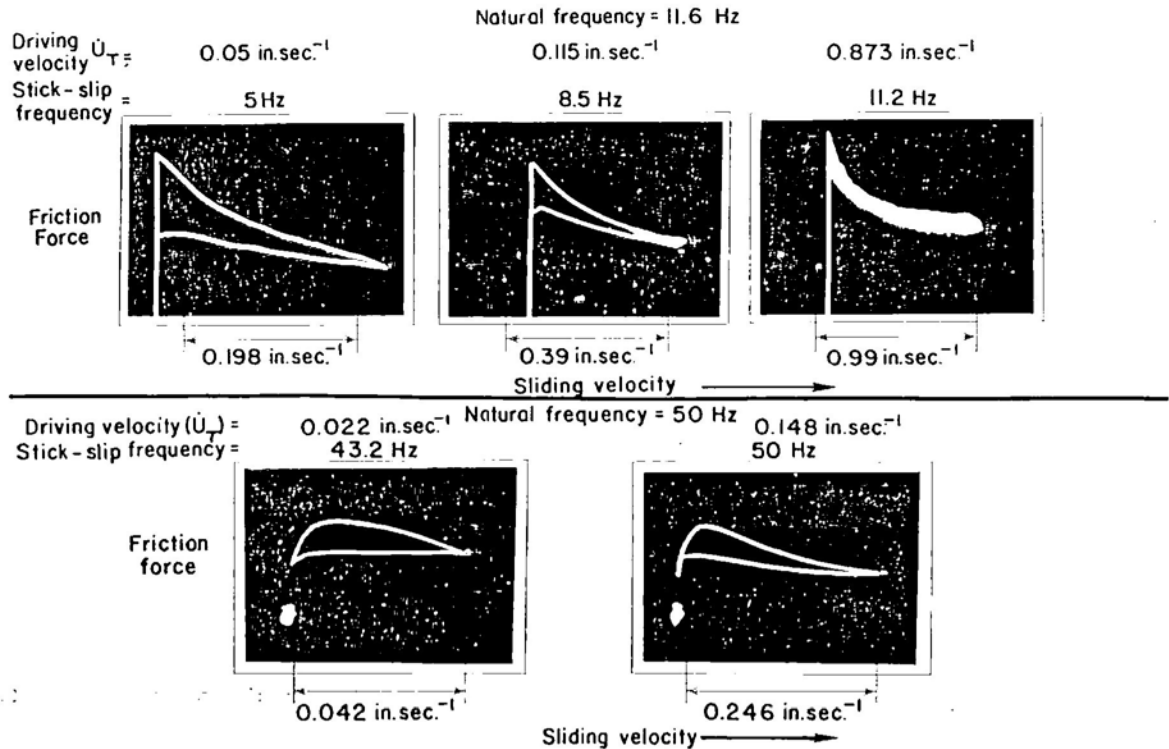 Natural frequency = 11.6 Hz
Driving velocity U̇_T = 0.05 in.sec.⁻¹ 0.115 in.sec.⁻¹ 0.873 in.sec.⁻¹
Stick-slip frequency = 5 Hz 8.5 Hz 11.2 Hz
Friction Force
0.198 in.sec.⁻¹ 0.39 in.sec.⁻¹ 0.99 in.sec.⁻¹
Sliding velocity
Natural frequency = 50 Hz
Driving velocity (U̇_T) = 0.022 in.sec.⁻¹ 0.148 in.sec.⁻¹
Stick-slip frequency = 43.2 Hz 50 Hz
Friction force
0.042 in.sec.⁻¹ 0.246 in.sec.⁻¹
Sliding velocity